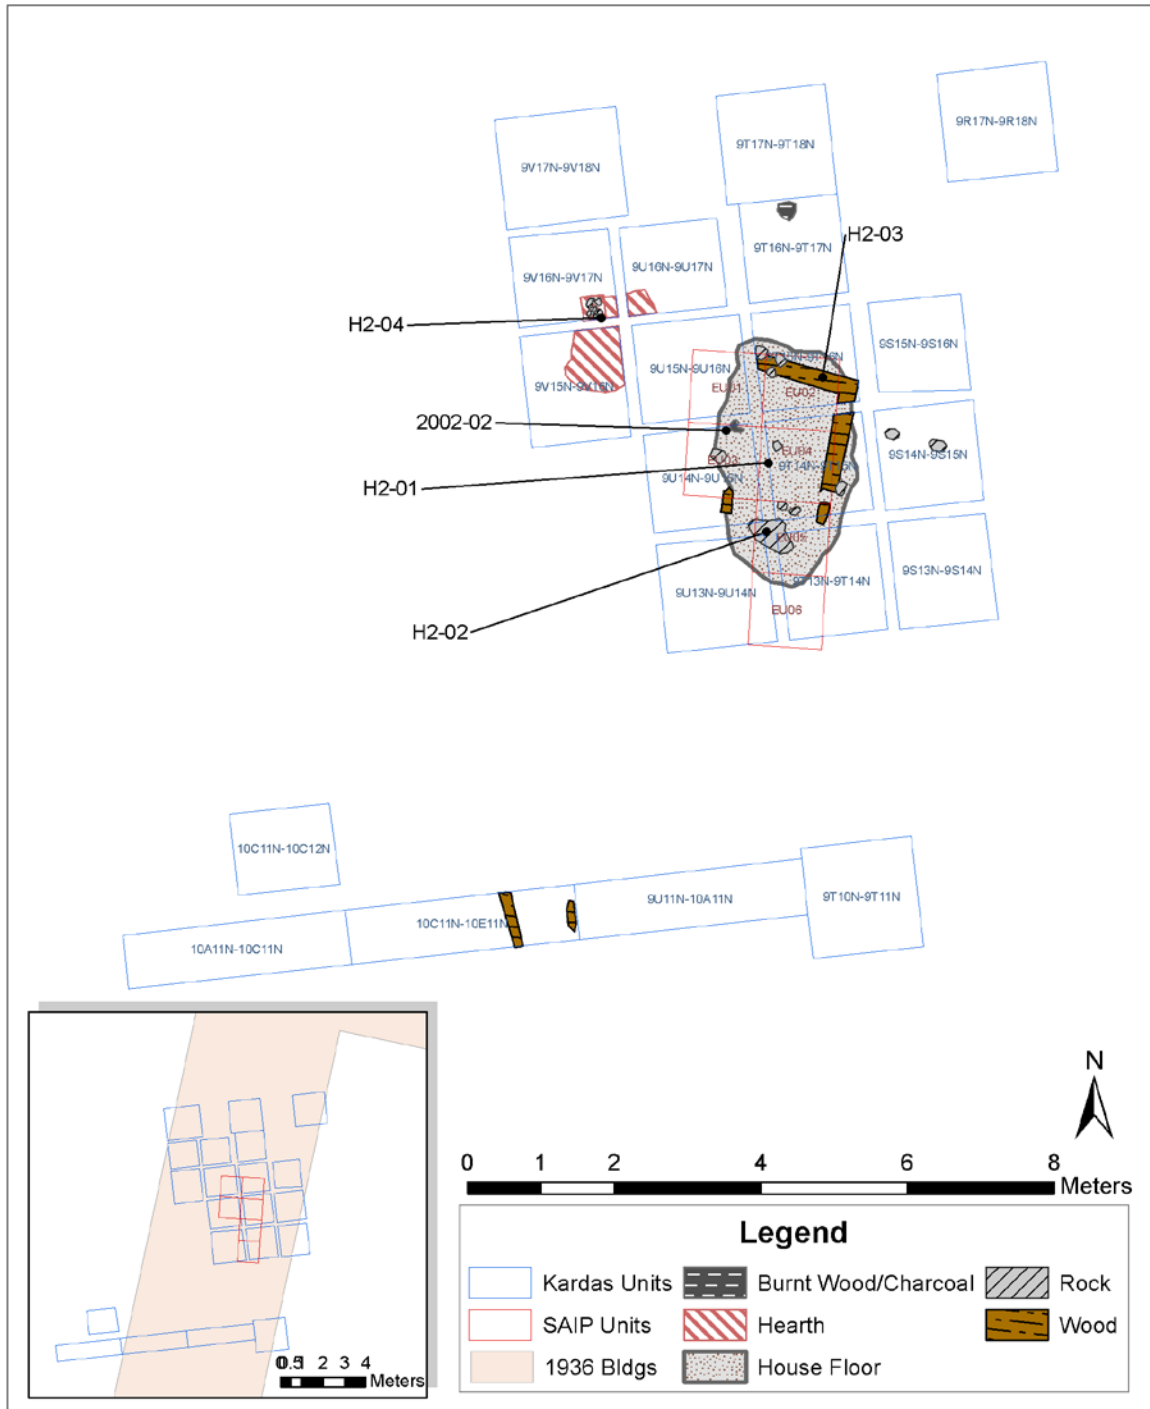 9R17N-9R18N
9T17N-9T18N
9V17N-9V18N
H2-03
9T16N-9T17N
9U16N-9U17N
9V16N-9V17N
H2-04
9S15N-9S16N
9U15N-9U16N
9V15N-9V16N
EU01
EU02
2002-02
EU03
EU04
9S14N-9S15N
9U14N-9U15N
9T14N-9T15N
H2-01
9S13N-9S14N
9T13N-9T14N
9U13N-9U14N
EU06
H2-02
10C11N-10C12N
9U11N-10A11N
9T10N-9T11N
10C11N-10E11N
10A11N-10C11N
N
0 1 2 4 6 8
Meters
0 0.5 1 2 3 4
Meters
Legend
Kardas Units
Burnt Wood/Charcoal
Rock
SAIP Units
Hearth
Wood
1936 Bldgs
House Floor